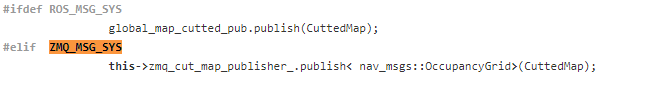 #ifdef ROS_MSG_SYS
global_map_cutted_pub.publish(CuttedMap);
#elif ZMQ_MSG_SYS
this->zmq_cut_map_publisher_.publish< nav_msgs::OccupancyGrid>(CuttedMap);